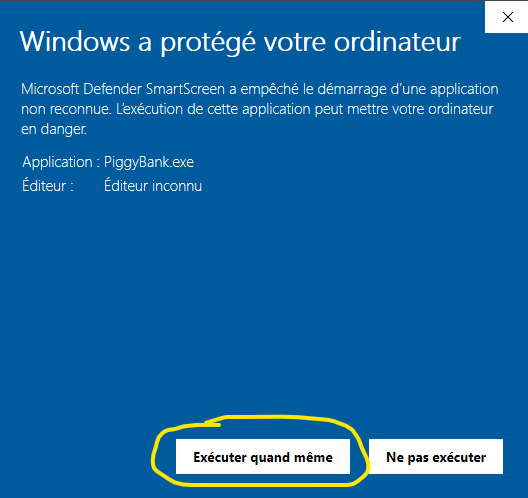 Windows a protégé votre ordinateur
Microsoft Defender SmartScreen a empêché le démarrage d'une application
non reconnue. L'exécution de cette application peut mettre votre ordinateur
en danger.
Application : PiggyBank.exe
Éditeur : Éditeur inconnu
Exécuter quand même Ne pas exécuter